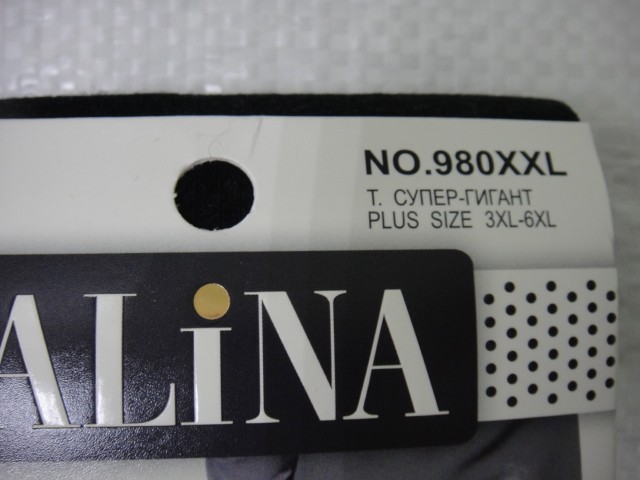 NO.980XXL
Т. СУПЕР-ГИГАНТ
PLUS SIZE 3XL-6XL
ALiNA